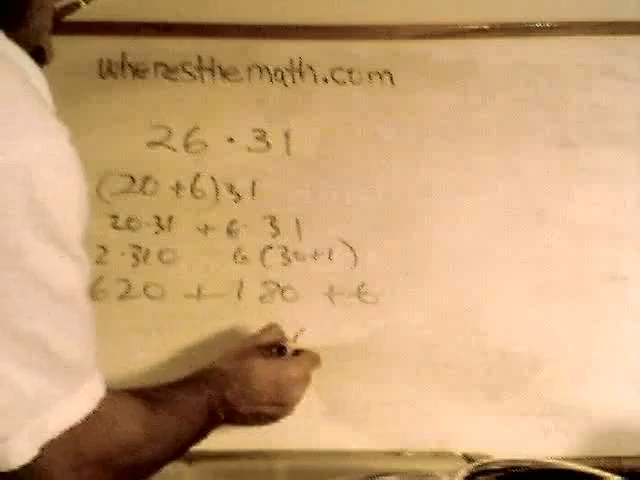 wheresthemath.com
26 · 31
(20 + 6) 31
20·31 + 6· 31
2·310 6 (30+1)
620 + 180 + 6